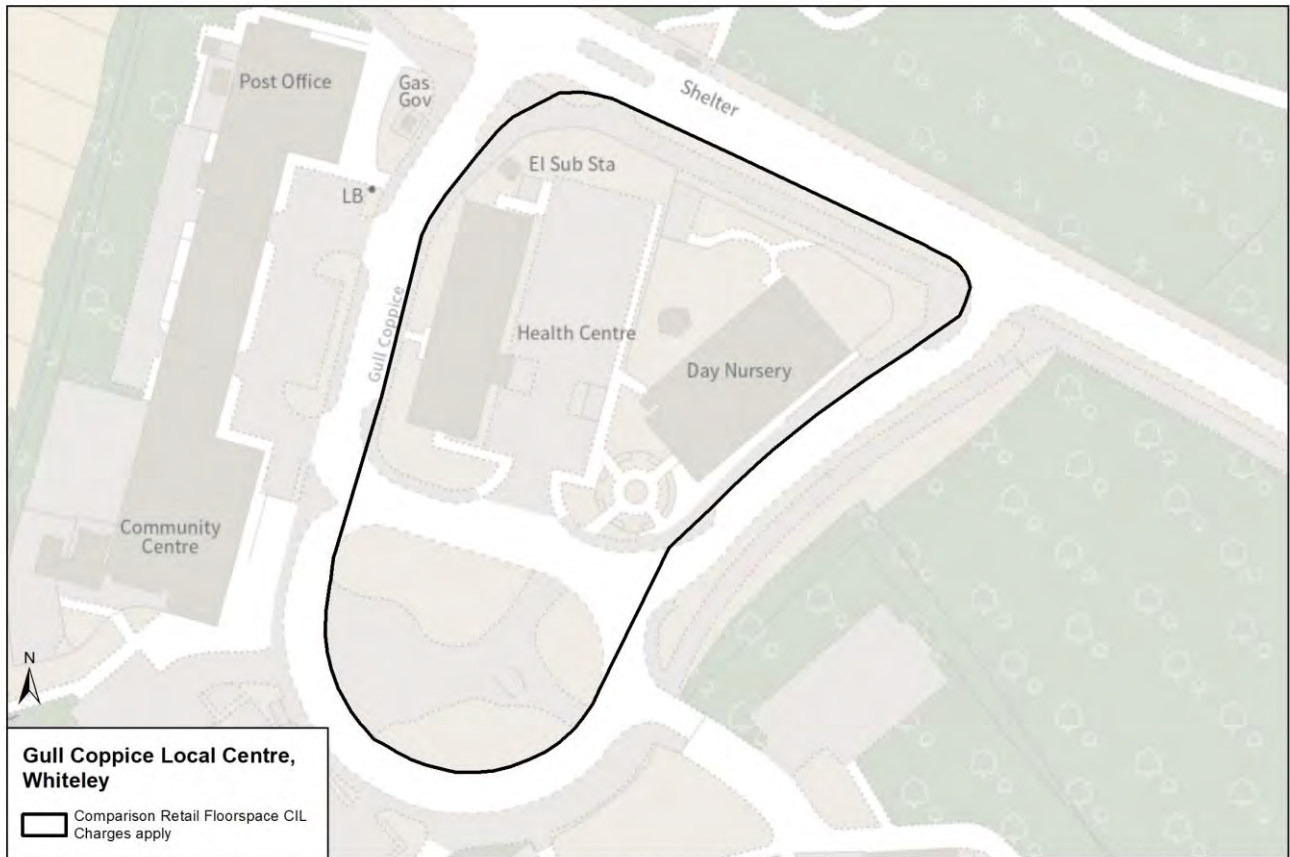 Post Office
Gas
Gov
Shelter
El Sub Sta
LB
Gull Coppice
Health Centre
Day Nursery
Community
Centre
N
Gull Coppice Local Centre,
Whiteley
Comparison Retail Floorspace CIL
Charges apply